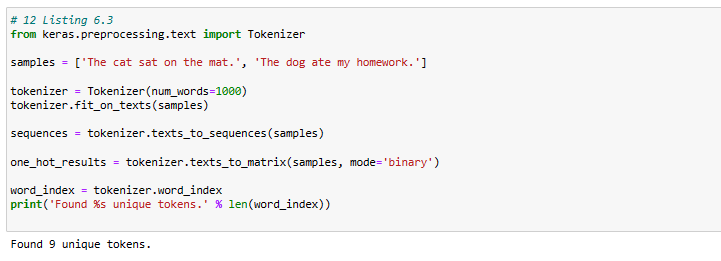 # 12 Listing 6.3
from keras.preprocessing.text import Tokenizer
samples = ['The cat sat on the mat.', 'The dog ate my homework.']
tokenizer = Tokenizer(num_words=1000)
tokenizer.fit_on_texts(samples)
sequences = tokenizer.texts_to_sequences(samples)
one_hot_results = tokenizer.texts_to_matrix(samples, mode='binary')
word_index = tokenizer.word_index
print('Found %s unique tokens.' % len(word_index))
Found 9 unique tokens.